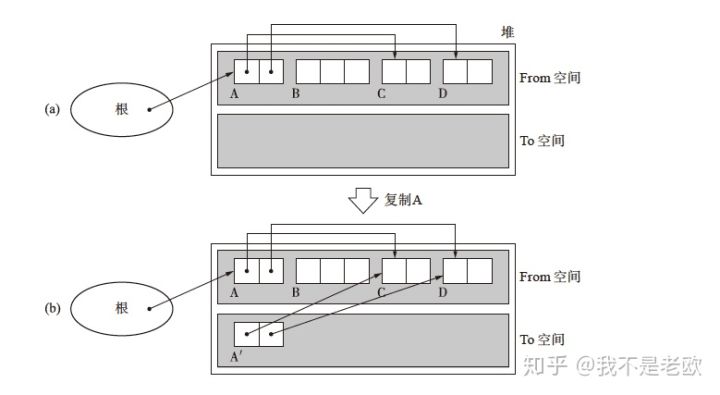 堆
From 空间
A B C D
(a) 根
To 空间
复制A
From 空间
A B C D
(b) 根
To 空间
A′
知乎 @我不是老欧